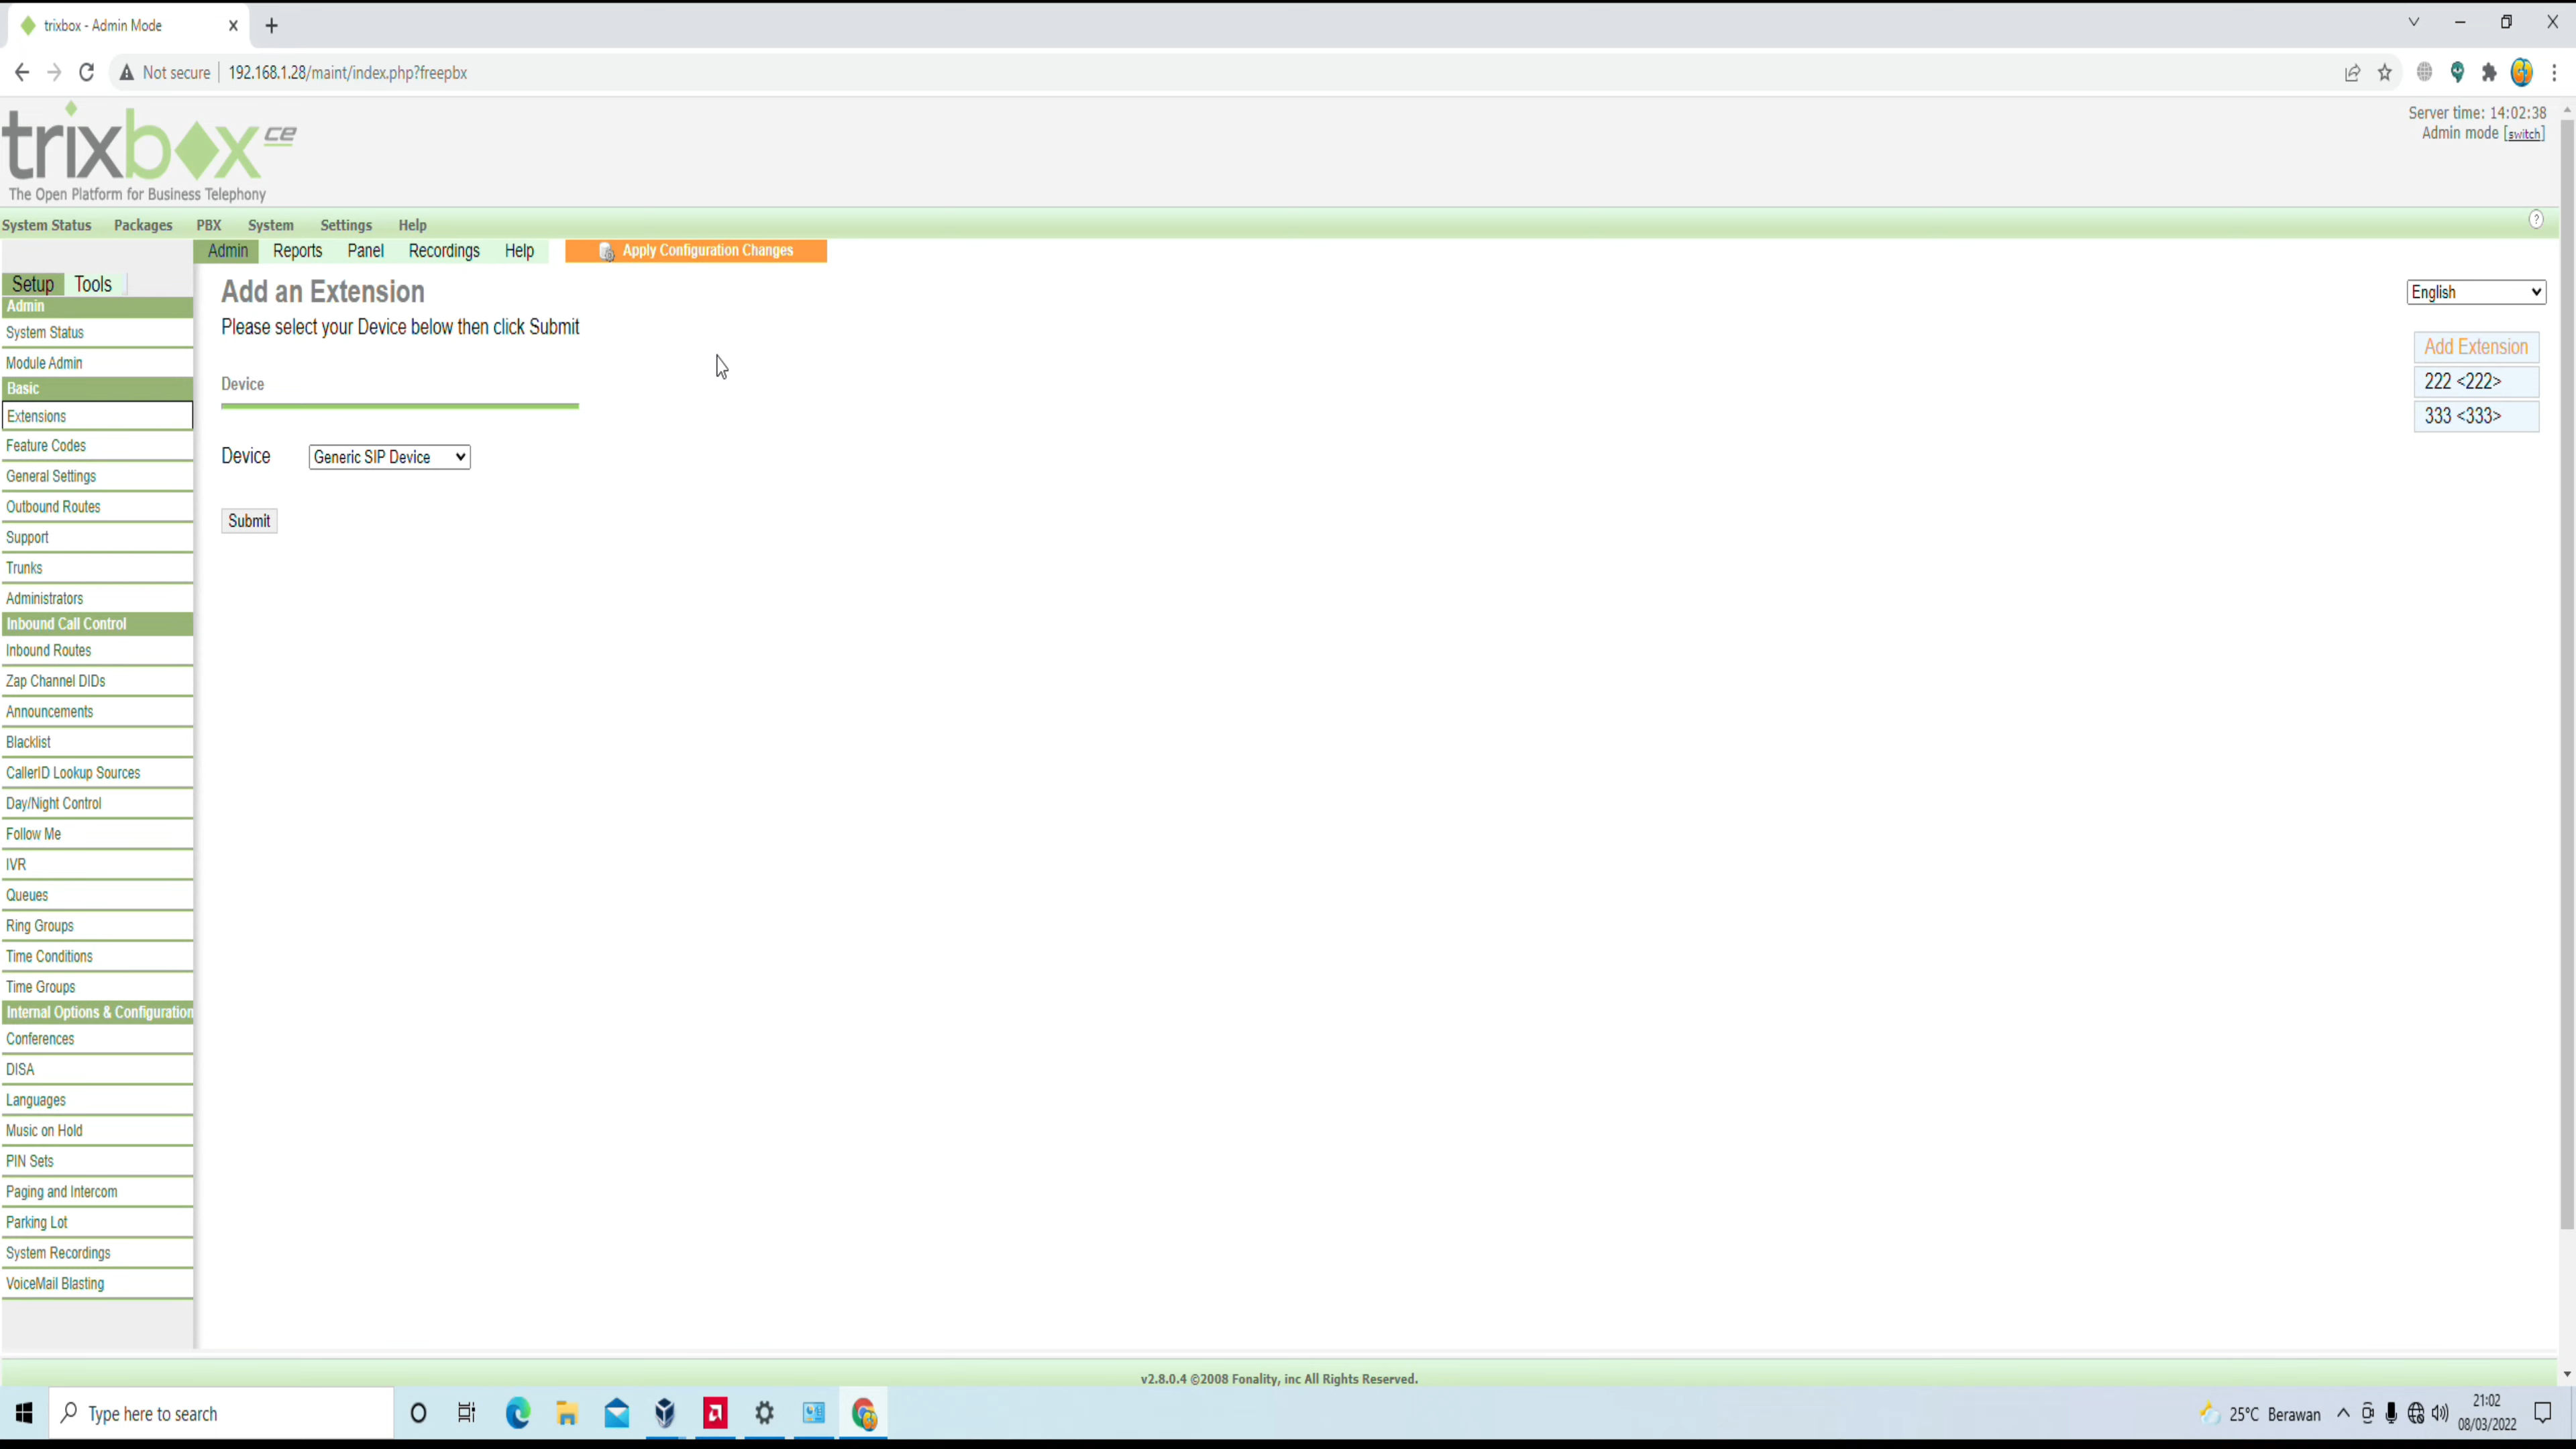 trixbox - Admin Mode
Not secure 192.168.1.28/maint/index.php?freepbx
trixbox ce
The Open Platform for Business Telephony
Server time: 14:02:38
Admin mode [switch]
System Status Packages PBX System Settings Help
?
Admin Reports Panel Recordings Help Apply Configuration Changes
Setup Tools
Admin
System Status
Module Admin
Basic
Extensions
Feature Codes
General Settings
Outbound Routes
Support
Trunks
Administrators
Inbound Call Control
Inbound Routes
Zap Channel DIDs
Announcements
Blacklist
CallerID Lookup Sources
Day/Night Control
Follow Me
IVR
Queues
Ring Groups
Time Conditions
Time Groups
Internal Options & Configuration
Conferences
DISA
Languages
Music on Hold
PIN Sets
Paging and Intercom
Parking Lot
System Recordings
VoiceMail Blasting
Add an Extension
Please select your Device below then click Submit
Device
Device Generic SIP Device
Submit
English
Add Extension
222 <222>
333 <333>
v2.8.0.4 ©2008 Fonality, inc All Rights Reserved.
Type here to search
25°C Berawan
21:02
08/03/2022